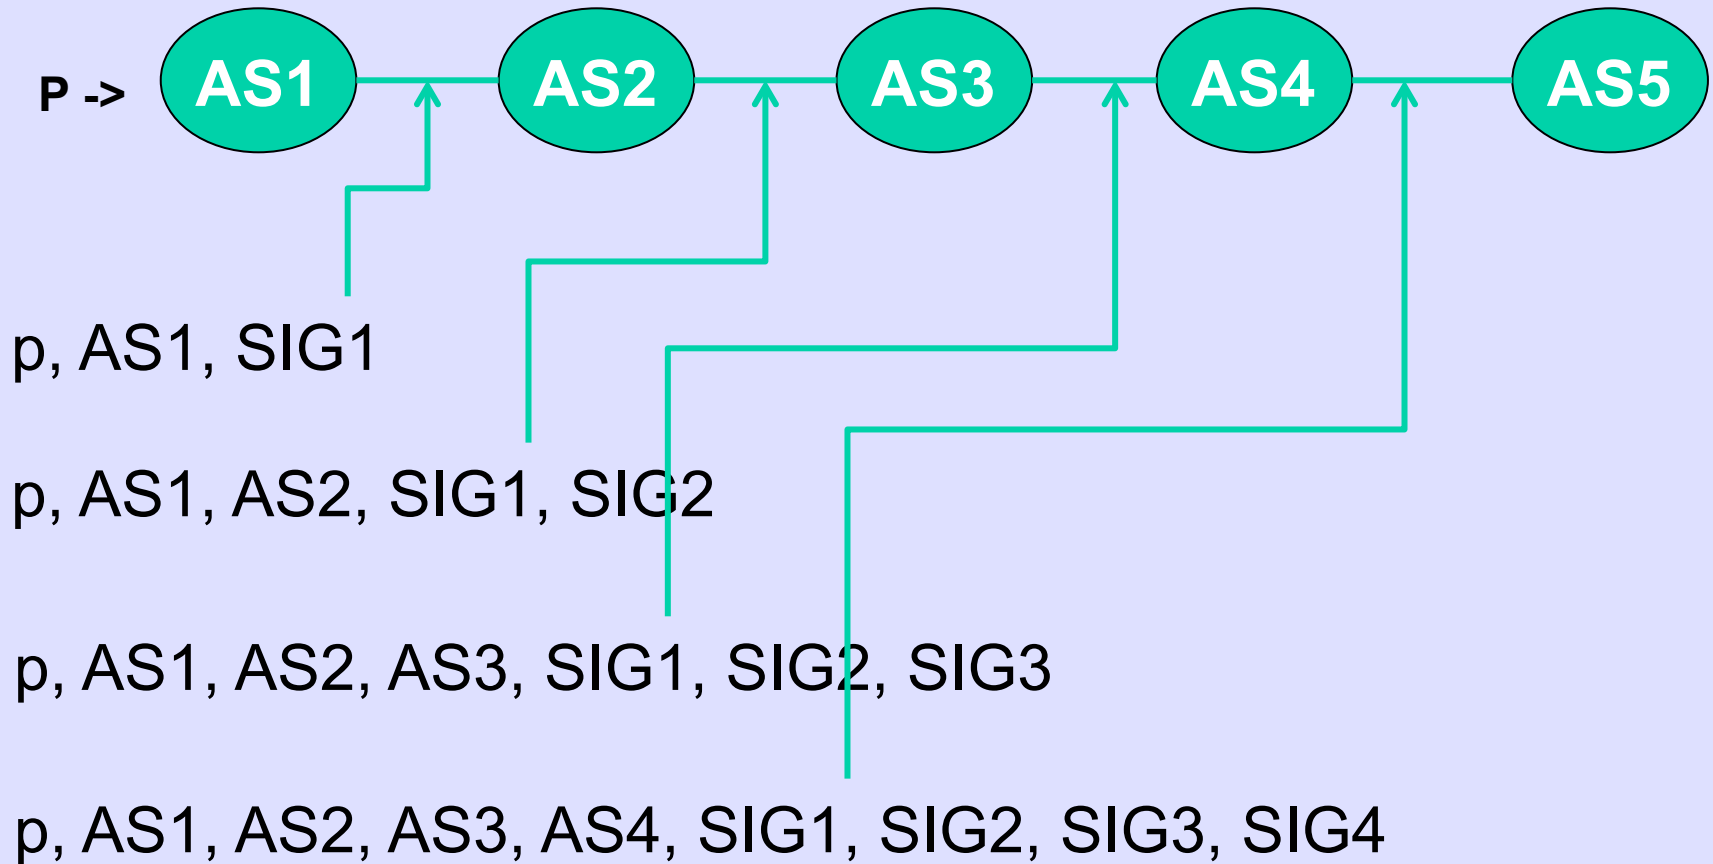 P -> AS1 AS2 AS3 AS4 AS5
p, AS1, SIG1
p, AS1, AS2, SIG1, SIG2
p, AS1, AS2, AS3, SIG1, SIG2, SIG3
p, AS1, AS2, AS3, AS4, SIG1, SIG2, SIG3, SIG4